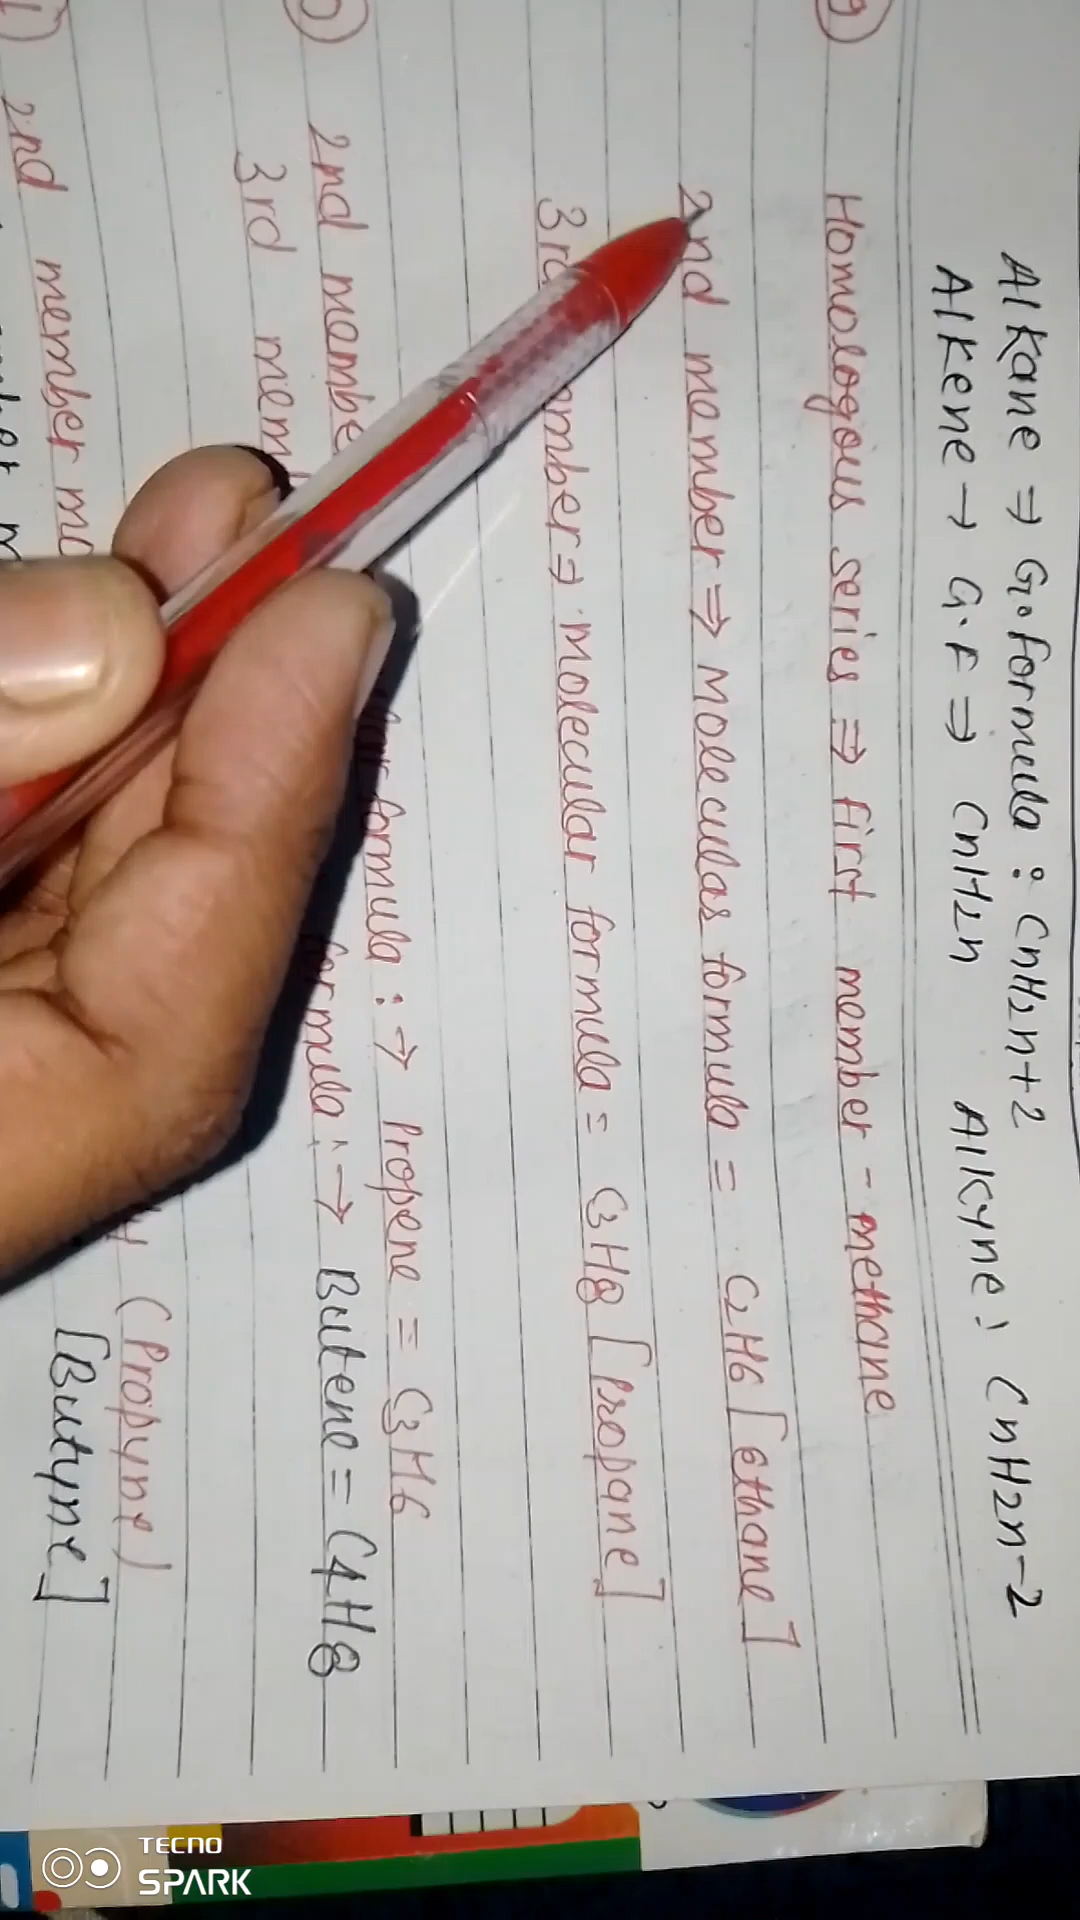 Alkane ⇒ G. formula : CnH2n+2
Alkene → G.F ⇒ CnH2n Alkyne: CnH2n-2
Homologous series ⇒ first member - methane
2nd member ⇒ Molecular formula = C2H6 [ethane]
3rd ember ⇒ molecular formula = C3H8 [propane]
2nd membe formula : → Propene = C3H6
3rd mem formula : → Butene = C4H8
2nd member mo (Propyne)
[Butyne]
TECNO
SPARK